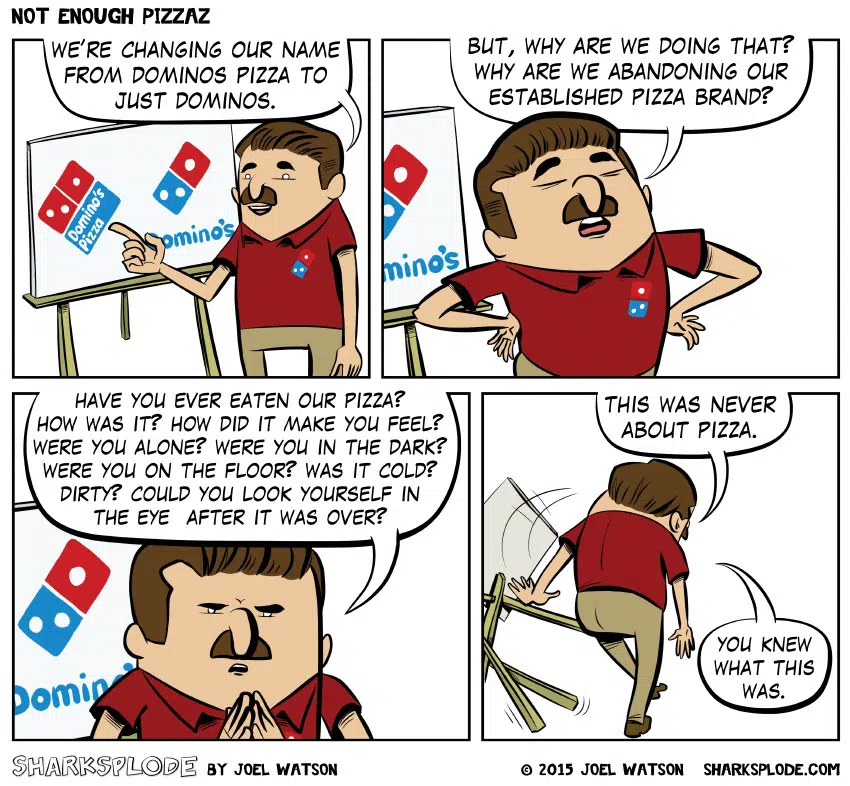 NOT ENOUGH PIZZAZ
WE'RE CHANGING OUR NAME
FROM DOMINOS PIZZA TO
JUST DOMINOS.
Domino's
Pizza
omino's
BUT, WHY ARE WE DOING THAT?
WHY ARE WE ABANDONING OUR
ESTABLISHED PIZZA BRAND?
mino's
HAVE YOU EVER EATEN OUR PIZZA?
HOW WAS IT? HOW DID IT MAKE YOU FEEL?
WERE YOU ALONE? WERE YOU IN THE DARK?
WERE YOU ON THE FLOOR? WAS IT COLD?
DIRTY? COULD YOU LOOK YOURSELF IN
THE EYE AFTER IT WAS OVER?
Domin
THIS WAS NEVER
ABOUT PIZZA.
YOU KNEW
WHAT THIS
WAS.
SHARKSPLODE BY JOEL WATSON
© 2015 JOEL WATSON SHARKSPLODE.COM